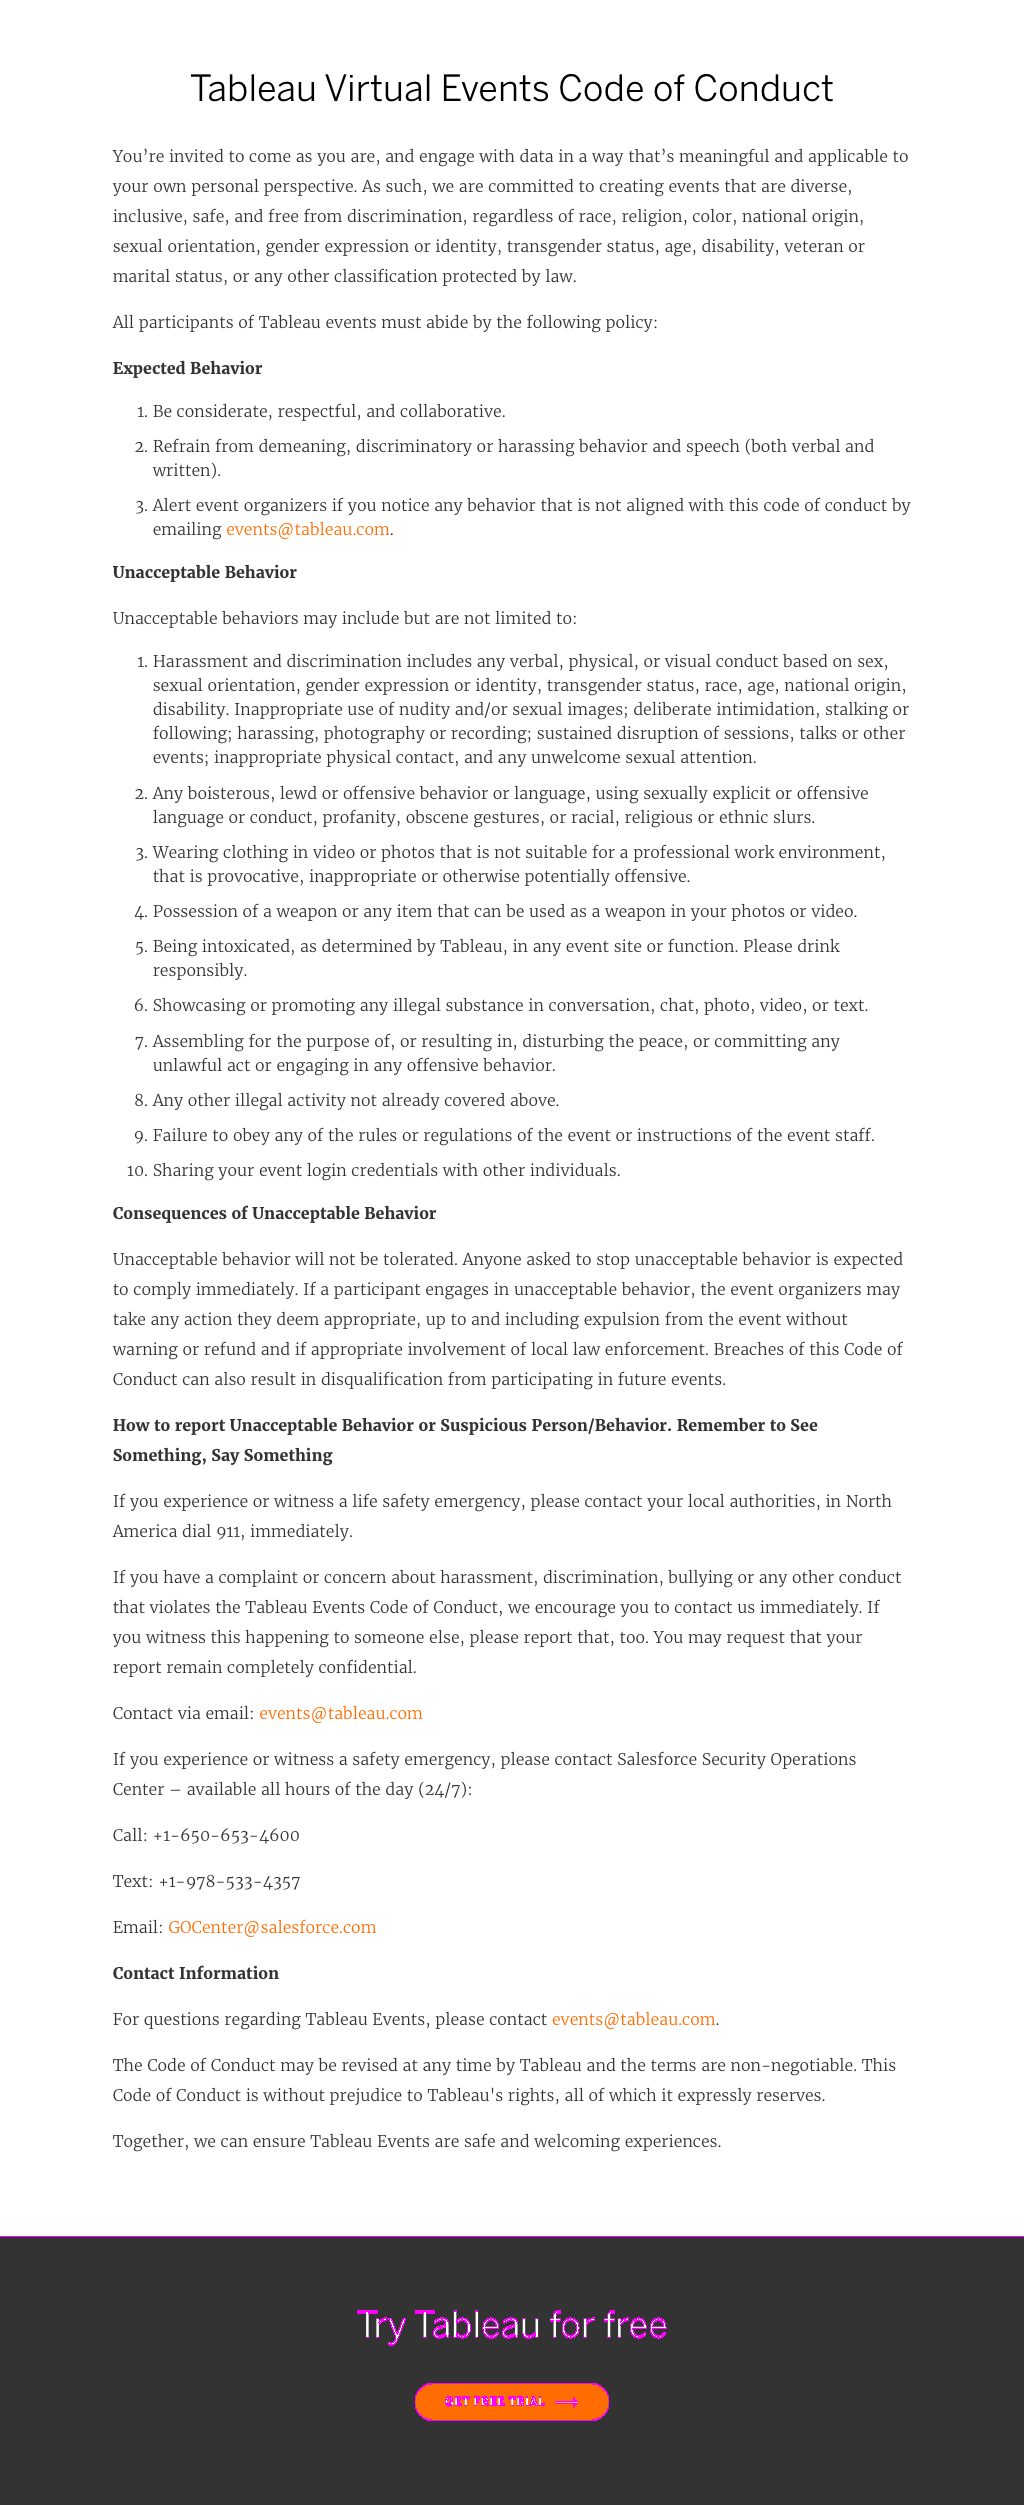 Tableau Virtual Events Code of Conduct
You’re invited to come as you are, and engage with data in a way that’s meaningful and applicable to
your own personal perspective. As such, we are committed to creating events that are diverse,
inclusive, safe, and free from discrimination, regardless of race, religion, color, national origin,
sexual orientation, gender expression or identity, transgender status, age, disability, veteran or
marital status, or any other classification protected by law.
All participants of Tableau events must abide by the following policy:
Expected Behavior
1. Be considerate, respectful, and collaborative.
2. Refrain from demeaning, discriminatory or harassing behavior and speech (both verbal and
written).
3. Alert event organizers if you notice any behavior that is not aligned with this code of conduct by
emailing events@tableau.com.
Unacceptable Behavior
Unacceptable behaviors may include but are not limited to:
1. Harassment and discrimination includes any verbal, physical, or visual conduct based on sex,
sexual orientation, gender expression or identity, transgender status, race, age, national origin,
disability. Inappropriate use of nudity and/or sexual images; deliberate intimidation, stalking or
following; harassing, photography or recording; sustained disruption of sessions, talks or other
events; inappropriate physical contact, and any unwelcome sexual attention.
2. Any boisterous, lewd or offensive behavior or language, using sexually explicit or offensive
language or conduct, profanity, obscene gestures, or racial, religious or ethnic slurs.
3. Wearing clothing in video or photos that is not suitable for a professional work environment,
that is provocative, inappropriate or otherwise potentially offensive.
4. Possession of a weapon or any item that can be used as a weapon in your photos or video.
5. Being intoxicated, as determined by Tableau, in any event site or function. Please drink
responsibly.
6. Showcasing or promoting any illegal substance in conversation, chat, photo, video, or text.
7. Assembling for the purpose of, or resulting in, disturbing the peace, or committing any
unlawful act or engaging in any offensive behavior.
8. Any other illegal activity not already covered above.
9. Failure to obey any of the rules or regulations of the event or instructions of the event staff.
10. Sharing your event login credentials with other individuals.
Consequences of Unacceptable Behavior
Unacceptable behavior will not be tolerated. Anyone asked to stop unacceptable behavior is expected
to comply immediately. If a participant engages in unacceptable behavior, the event organizers may
take any action they deem appropriate, up to and including expulsion from the event without
warning or refund and if appropriate involvement of local law enforcement. Breaches of this Code of
Conduct can also result in disqualification from participating in future events.
How to report Unacceptable Behavior or Suspicious Person/Behavior. Remember to See
Something, Say Something
If you experience or witness a life safety emergency, please contact your local authorities, in North
America dial 911, immediately.
If you have a complaint or concern about harassment, discrimination, bullying or any other conduct
that violates the Tableau Events Code of Conduct, we encourage you to contact us immediately. If
you witness this happening to someone else, please report that, too. You may request that your
report remain completely confidential.
Contact via email: events@tableau.com
If you experience or witness a safety emergency, please contact Salesforce Security Operations
Center – available all hours of the day (24/7):
Call: +1-650-653-4600
Text: +1-978-533-4357
Email: GOCenter@salesforce.com
Contact Information
For questions regarding Tableau Events, please contact events@tableau.com.
The Code of Conduct may be revised at any time by Tableau and the terms are non-negotiable. This
Code of Conduct is without prejudice to Tableau's rights, all of which it expressly reserves.
Together, we can ensure Tableau Events are safe and welcoming experiences.
Try Tableau for free
GET FREE TRIAL